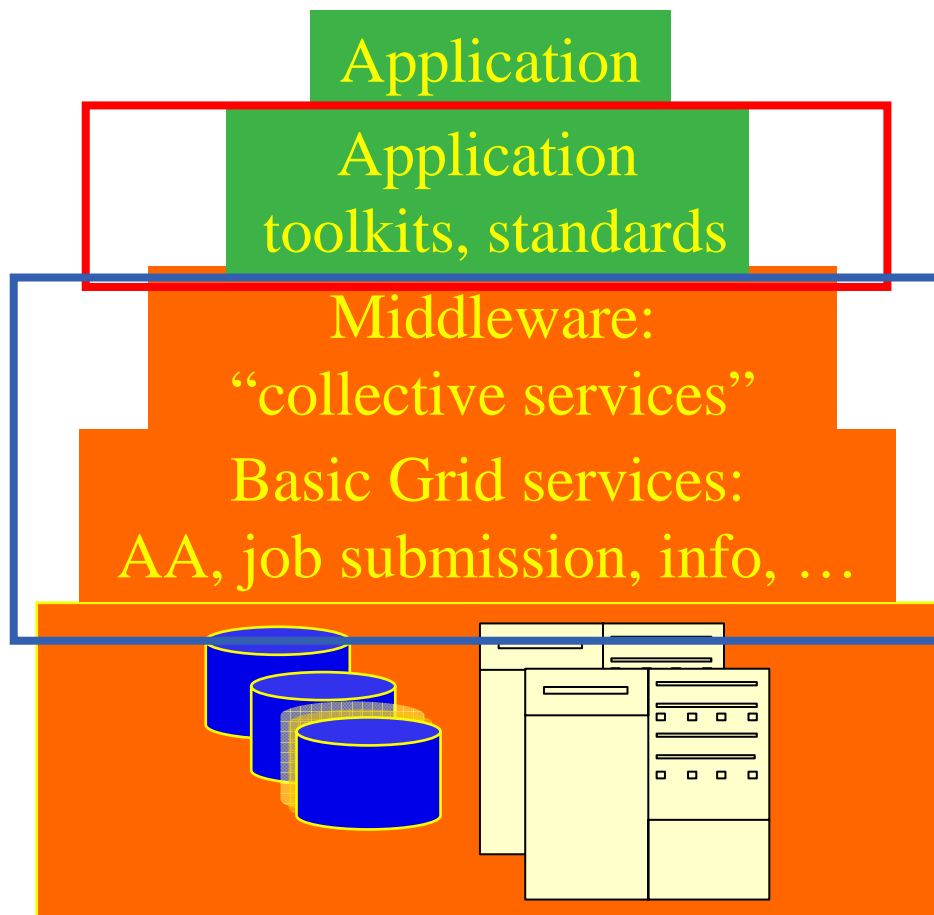 Application
Application
toolkits, standards
Middleware:
“collective services”
Basic Grid services:
AA, job submission, info, …